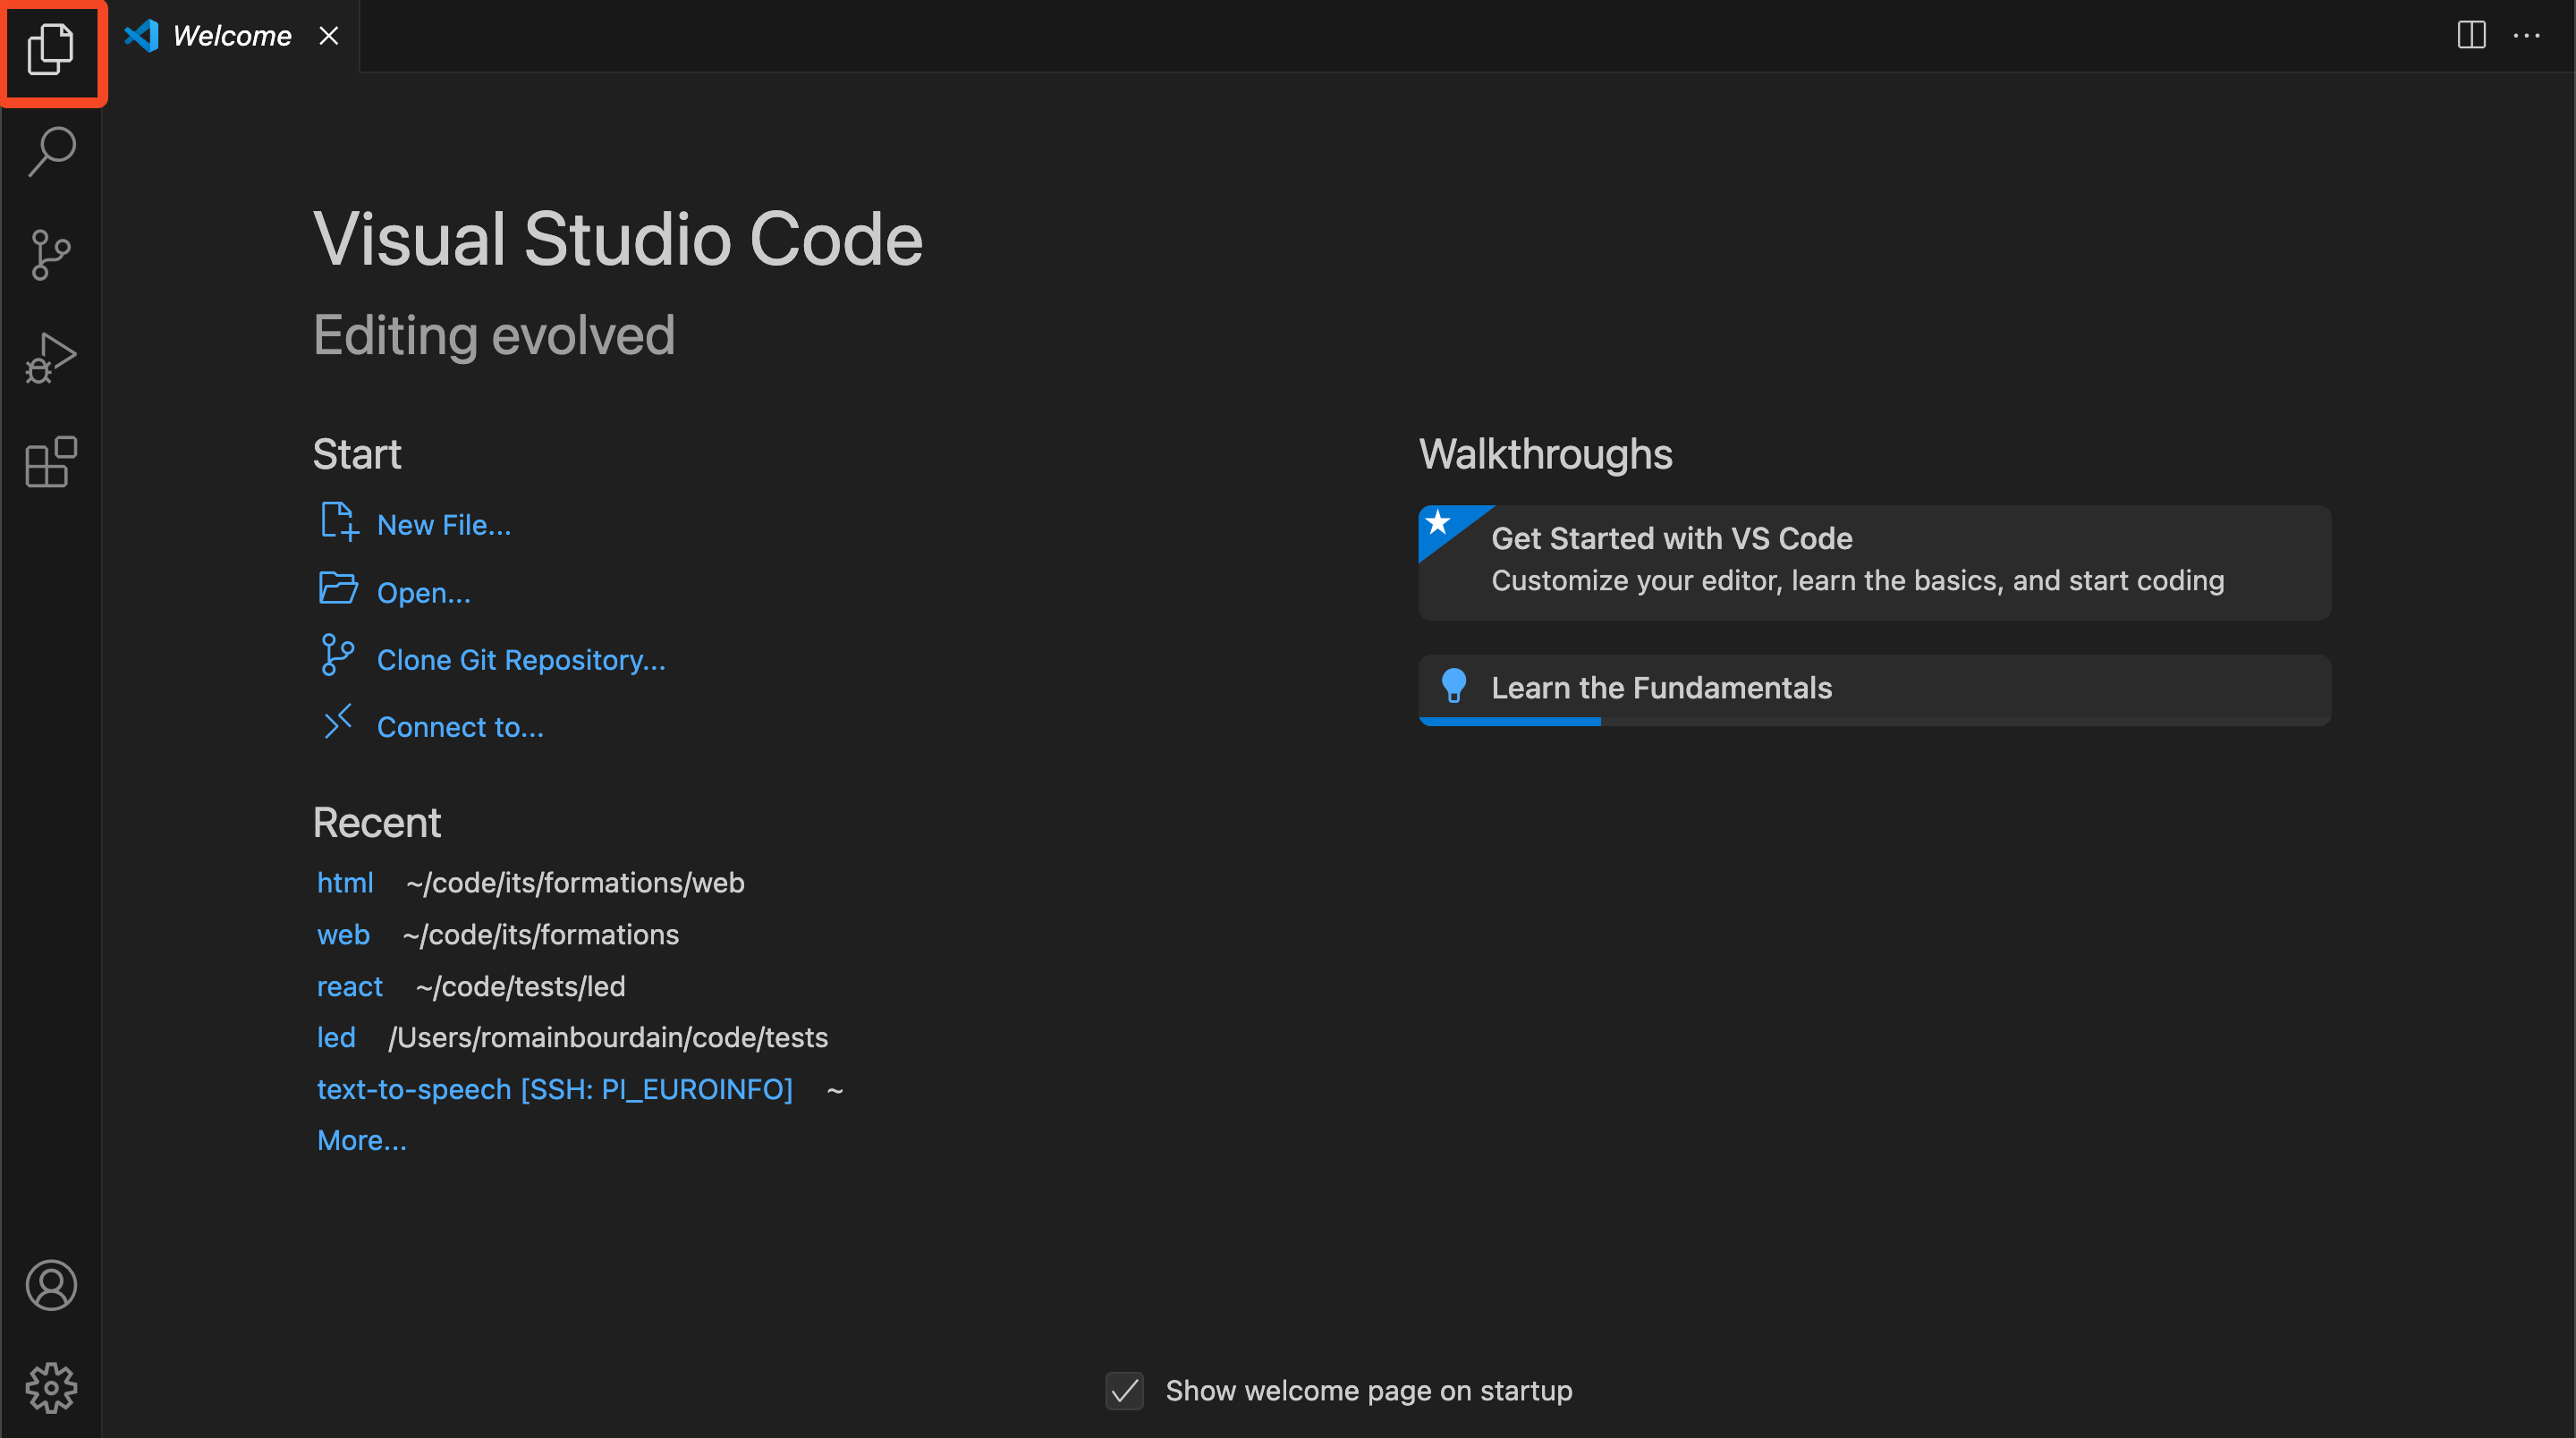 Welcome
Visual Studio Code
Editing evolved
Start
New File...
Open...
Clone Git Repository...
Connect to...
Recent
html ~/code/its/formations/web
web ~/code/its/formations
react ~/code/tests/led
led /Users/romainbourdain/code/tests
text-to-speech [SSH: PI_EUROINFO] ~
More...
Walkthroughs
Get Started with VS Code
Customize your editor, learn the basics, and start coding
Learn the Fundamentals
Show welcome page on startup